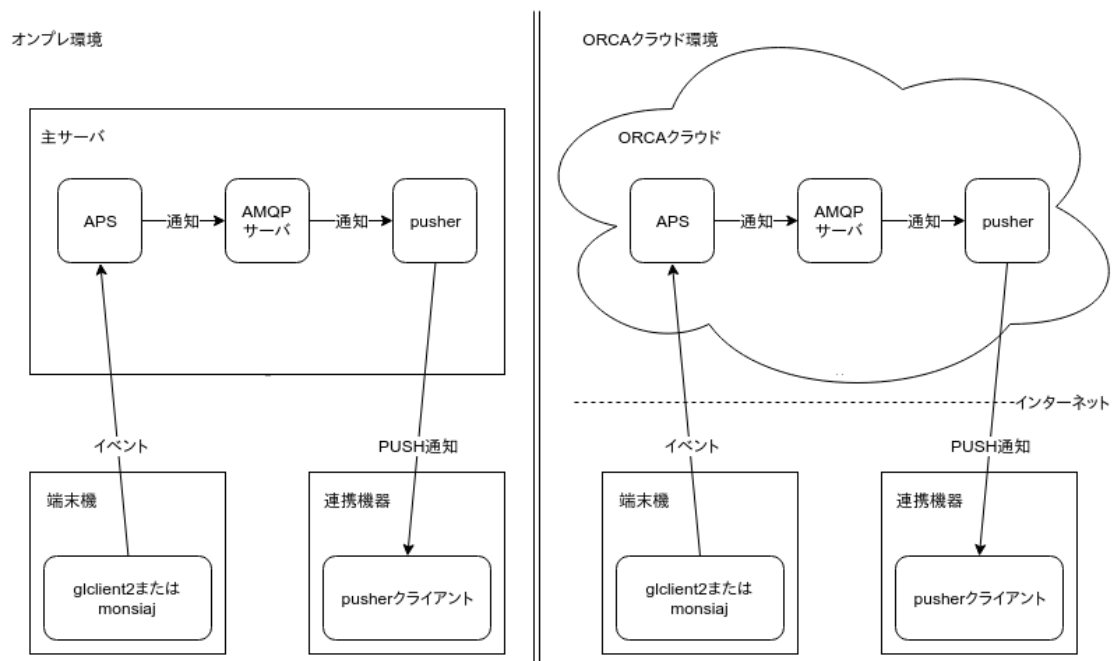 オンプレ環境
主サーバ
APS
通知
AMQP
サーバ
通知
pusher
イベント
PUSH通知
端末機
glclient2または
monsiaj
連携機器
pusherクライアント
ORCAクラウド環境
ORCAクラウド
APS
通知
AMQP
サーバ
通知
pusher
インターネット
イベント
PUSH通知
端末機
glclient2または
monsiaj
連携機器
pusherクライアント